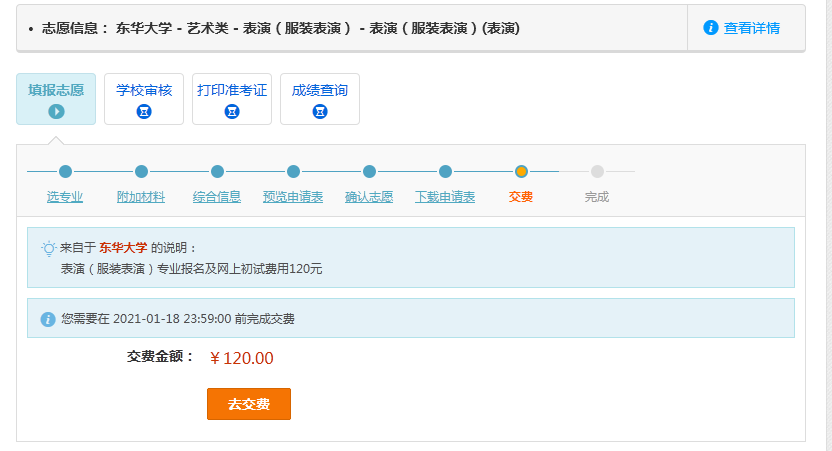 • 志愿信息： 东华大学 - 艺术类 - 表演（服装表演） - 表演（服装表演）(表演)
查看详情
填报志愿 学校审核 打印准考证 成绩查询
选专业 附加材料 综合信息 预览申请表 确认志愿 下载申请表 交费 完成
来自于 东华大学 的说明：
表演（服装表演）专业报名及网上初试费用120元
您需要在 2021-01-18 23:59:00 前完成交费
交费金额： ￥120.00
去交费